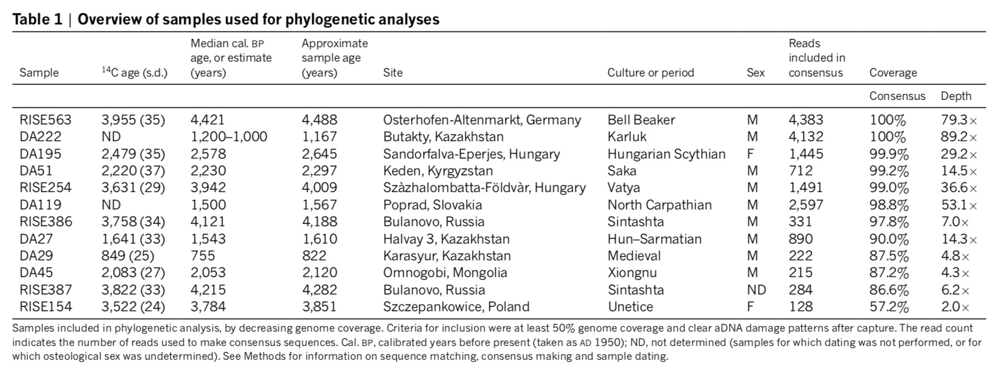 Table 1 | Overview of samples used for phylogenetic analyses
Sample 14C age (s.d.) Median cal. BP age, or estimate (years) Approximate sample age (years) Site Culture or period Sex Reads included in consensus Coverage
Consensus Depth
RISE563 3,955 (35) 4,421 4,488 Osterhofen-Altenmarkt, Germany Bell Beaker M 4,383 100% 79.3×
DA222 ND 1,200–1,000 1,167 Butakty, Kazakhstan Karluk M 4,132 100% 89.2×
DA195 2,479 (35) 2,578 2,645 Sandorfalva-Eperjes, Hungary Hungarian Scythian F 1,445 99.9% 29.2×
DA51 2,220 (37) 2,230 2,297 Keden, Kyrgyzstan Saka M 712 99.2% 14.5×
RISE254 3,631 (29) 3,942 4,009 Szàzhalombatta-Földvàr, Hungary Vatya M 1,491 99.0% 36.6×
DA119 ND 1,500 1,567 Poprad, Slovakia North Carpathian M 2,597 98.8% 53.1×
RISE386 3,758 (34) 4,121 4,188 Bulanovo, Russia Sintashta M 331 97.8% 7.0×
DA27 1,641 (33) 1,543 1,610 Halvay 3, Kazakhstan Hun–Sarmatian M 890 90.0% 14.3×
DA29 849 (25) 755 822 Karasyur, Kazakhstan Medieval M 222 87.5% 4.8×
DA45 2,083 (27) 2,053 2,120 Omnogobi, Mongolia Xiongnu M 215 87.2% 4.3×
RISE387 3,822 (33) 4,215 4,282 Bulanovo, Russia Sintashta ND 284 86.6% 6.2×
RISE154 3,522 (24) 3,784 3,851 Szczepankowice, Poland Unetice F 128 57.2% 2.0×
Samples included in phylogenetic analysis, by decreasing genome coverage. Criteria for inclusion were at least 50% genome coverage and clear aDNA damage patterns after capture. The read count
indicates the number of reads used to make consensus sequences. Cal. BP, calibrated years before present (taken as AD 1950); ND, not determined (samples for which dating was not performed, or for
which osteological sex was undetermined). See Methods for information on sequence matching, consensus making and sample dating.